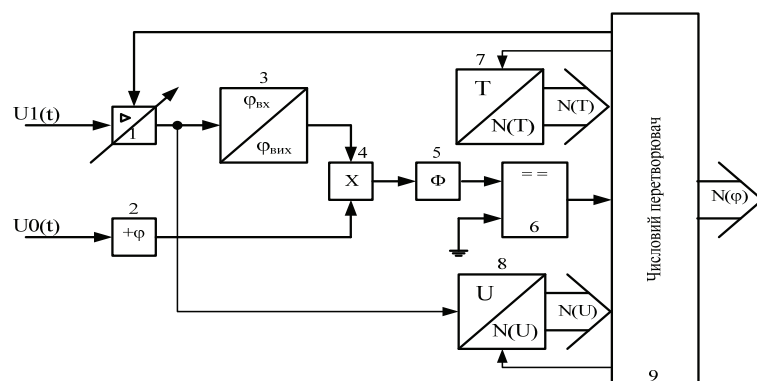 7
3
T
N(T)
N(T)
U1(t)
1
φвх
φвих
4
5
X
Ф
= =
6
Числовий перетворювач
N(φ)
2
U0(t)
+φ
8
U
N(U)
N(U)
9